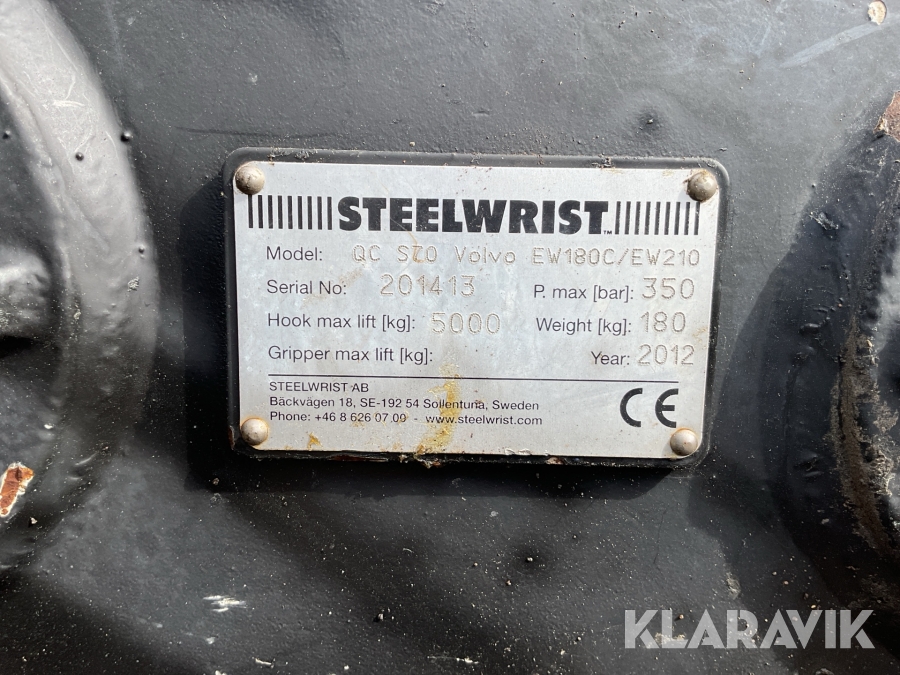 STEELWRIST™
Model: QC S70 Volvo EW180C/EW210
Serial No: 201413 P. max [bar]: 350
Hook max lift [kg]: 5000 Weight [kg]: 180
Gripper max lift [kg]: Year: 2012
STEELWRIST AB
Bäckvägen 18, SE-192 54 Sollentuna, Sweden
Phone: +46 8 626 07 00 - www.steelwrist.com
CE
KLARAVIK